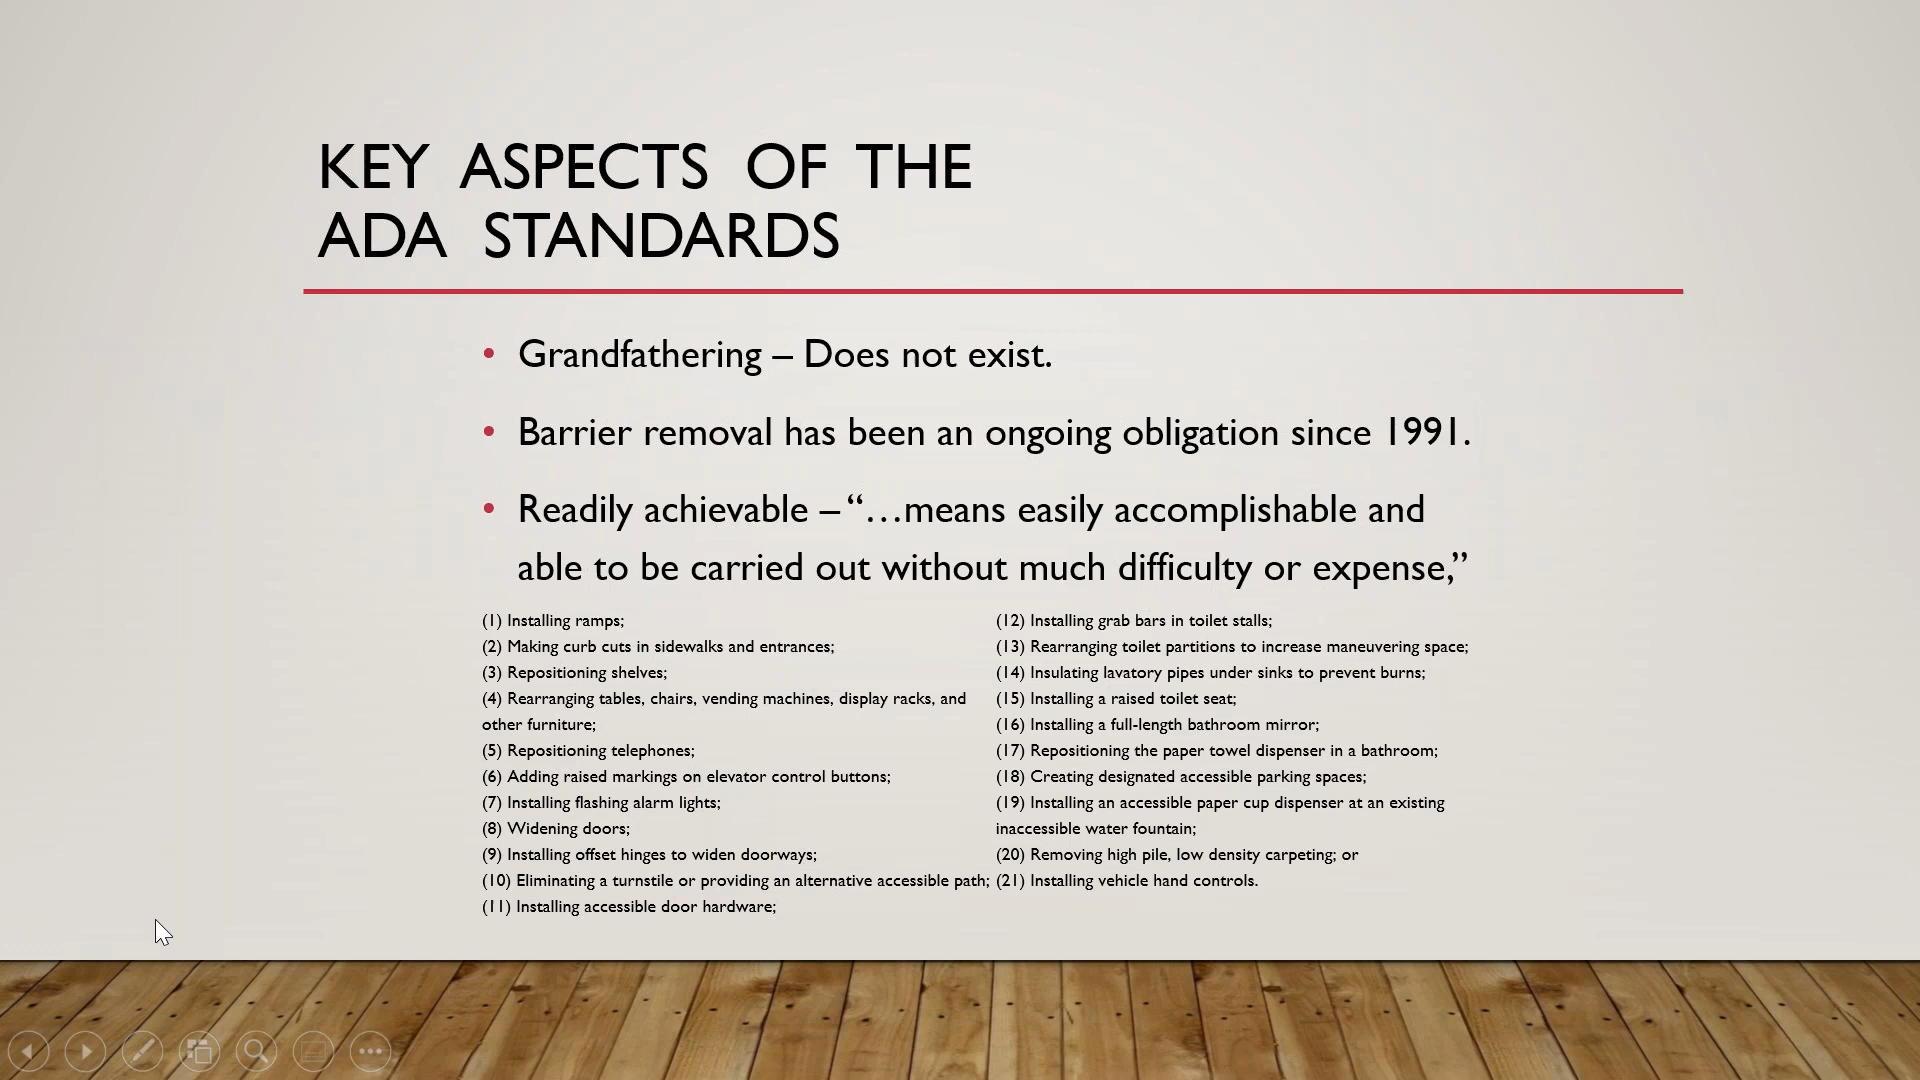 KEY ASPECTS OF THE
ADA STANDARDS
• Grandfathering – Does not exist.
• Barrier removal has been an ongoing obligation since 1991.
• Readily achievable – “…means easily accomplishable and
able to be carried out without much difficulty or expense,”
(1) Installing ramps;
(2) Making curb cuts in sidewalks and entrances;
(3) Repositioning shelves;
(4) Rearranging tables, chairs, vending machines, display racks, and
other furniture;
(5) Repositioning telephones;
(6) Adding raised markings on elevator control buttons;
(7) Installing flashing alarm lights;
(8) Widening doors;
(9) Installing offset hinges to widen doorways;
(10) Eliminating a turnstile or providing an alternative accessible path;
(11) Installing accessible door hardware;
(12) Installing grab bars in toilet stalls;
(13) Rearranging toilet partitions to increase maneuvering space;
(14) Insulating lavatory pipes under sinks to prevent burns;
(15) Installing a raised toilet seat;
(16) Installing a full-length bathroom mirror;
(17) Repositioning the paper towel dispenser in a bathroom;
(18) Creating designated accessible parking spaces;
(19) Installing an accessible paper cup dispenser at an existing
inaccessible water fountain;
(20) Removing high pile, low density carpeting; or
(21) Installing vehicle hand controls.